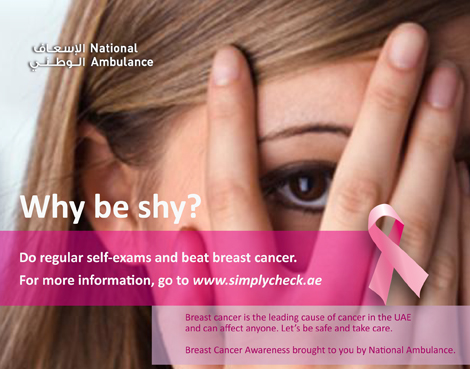 الإسعاف National
الوطني Ambulance
Why be shy?
Do regular self-exams and beat breast cancer.
For more information, go to www.simplycheck.ae
Breast cancer is the leading cause of cancer in the UAE
and can affect anyone. Let's be safe and take care.
Breast Cancer Awareness brought to you by National Ambulance.